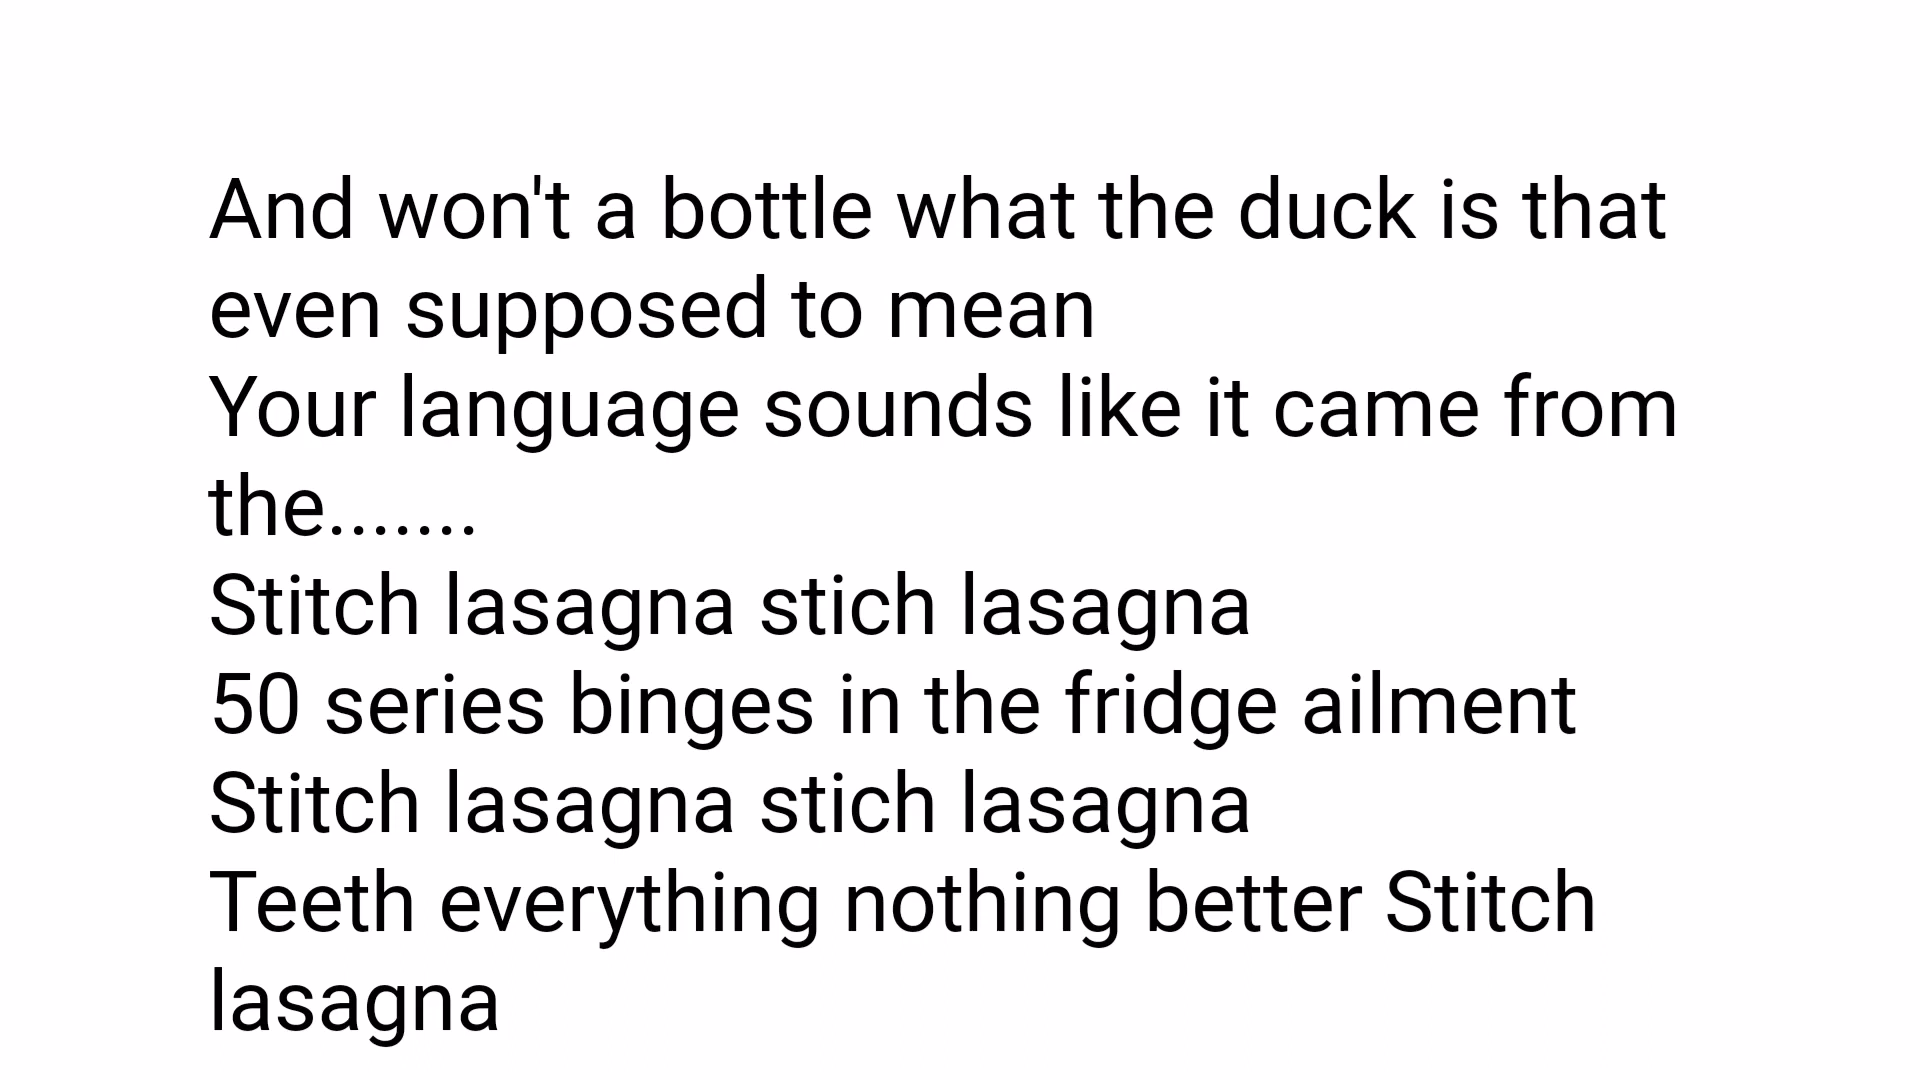 And won't a bottle what the duck is that
even supposed to mean
Your language sounds like it came from
the.......
Stitch lasagna stich lasagna
50 series binges in the fridge ailment
Stitch lasagna stich lasagna
Teeth everything nothing better Stitch
lasagna